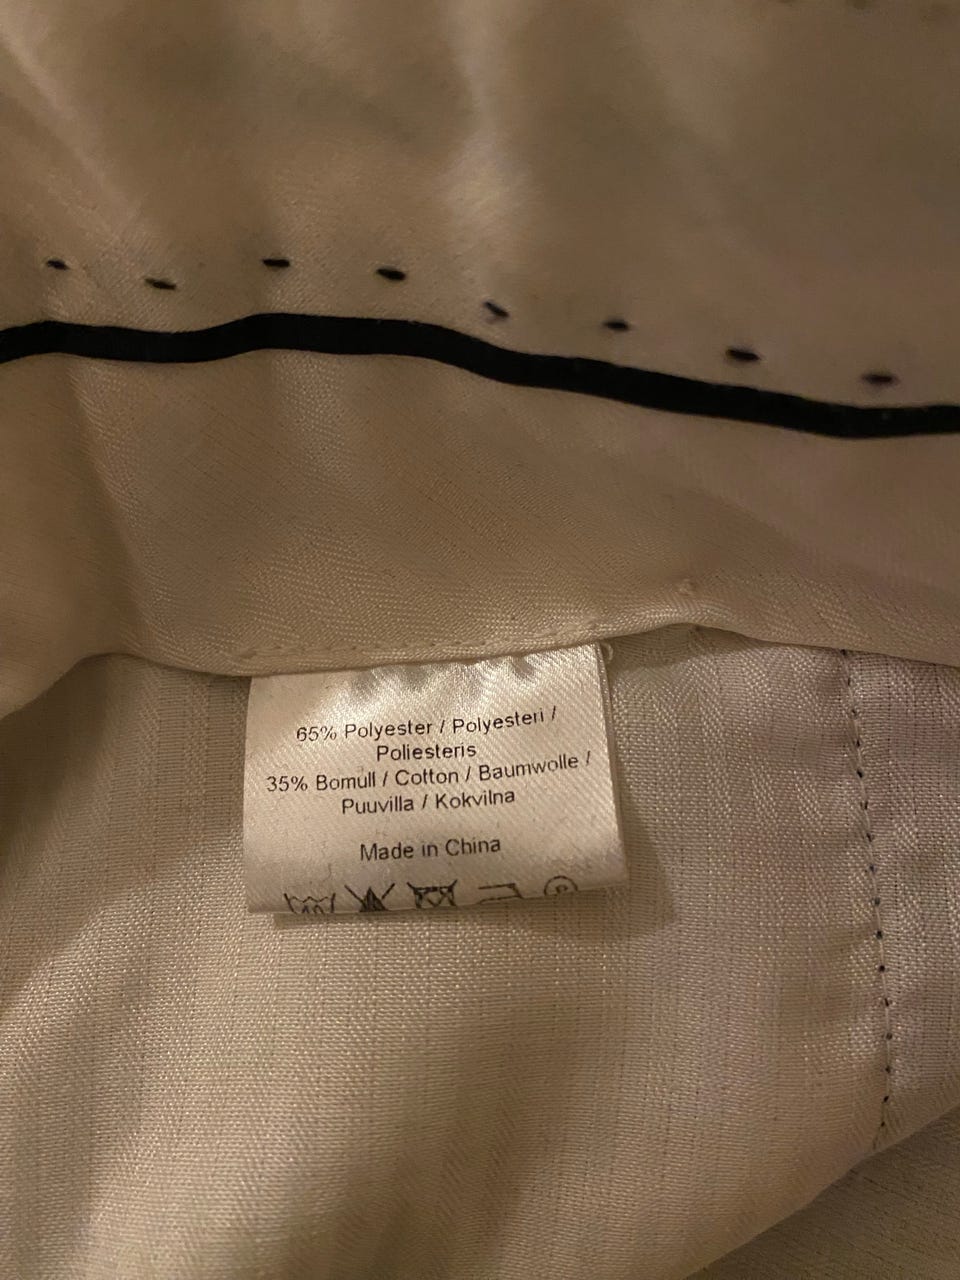 65% Polyester / Polyesteri /
Poliesteris
35% Bomull / Cotton / Baumwolle /
Puuvilla / Kokvilna
Made in China